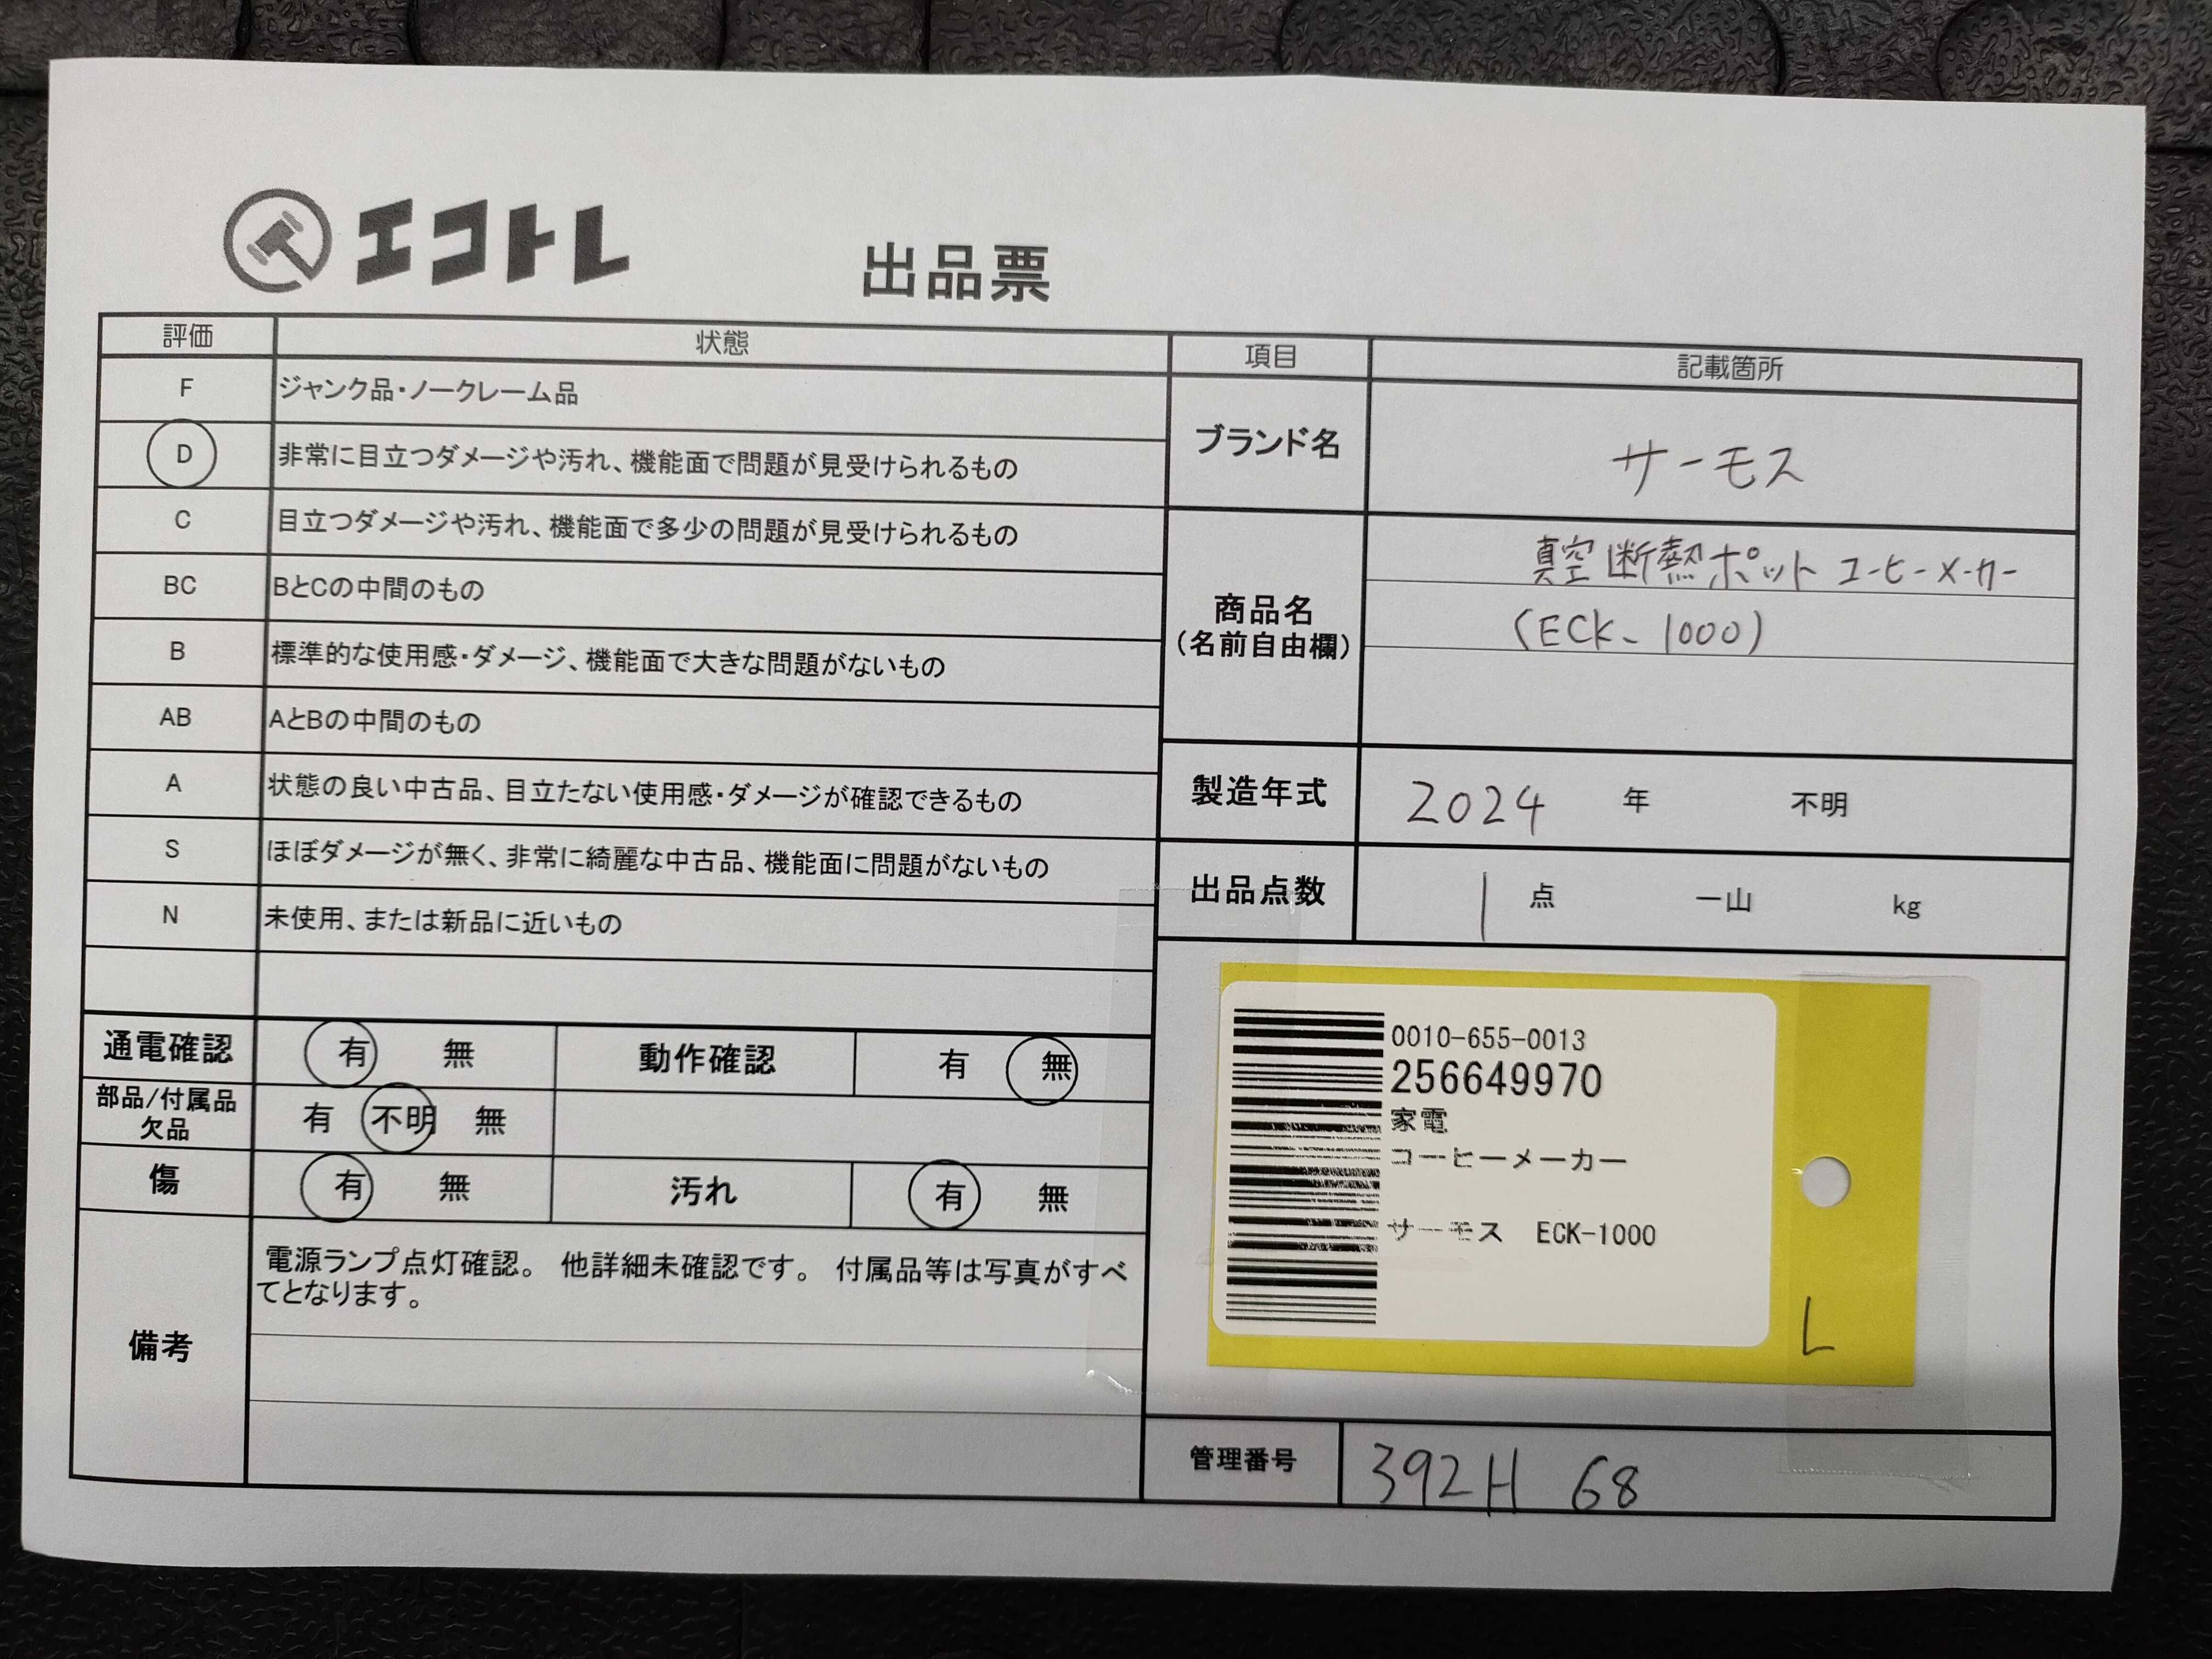 エコトレ
出品票
評価 状態
F ジャンク品・ノークレーム品
D 非常に目立つダメージや汚れ、機能面で問題が見受けられるもの
C 目立つダメージや汚れ、機能面で多少の問題が見受けられるもの
BC BとCの中間のもの
B 標準的な使用感・ダメージ、機能面で大きな問題がないもの
AB AとBの中間のもの
A 状態の良い中古品、目立たない使用感・ダメージが確認できるもの
S ほぼダメージが無く、非常に綺麗な中古品、機能面に問題がないもの
N 未使用、または新品に近いもの
通電確認 有 無 動作確認 有 無
部品/付属品
欠品
有 不明 無
傷 有 無 汚れ 有 無
備考
電源ランプ点灯確認。 他詳細未確認です。 付属品等は写真がすべ
てとなります。
項目 記載箇所
ブランド名 サーモス
商品名
(名前自由欄)
真空断熱ポットコーヒーメーカー
(ECK-1000)
製造年式 2024 年 不明
出品点数 1 点 一山 kg
0010-655-0013
256649970
家電
コーヒーメーカー
サーモス ECK-1000
L
管理番号 392H 68